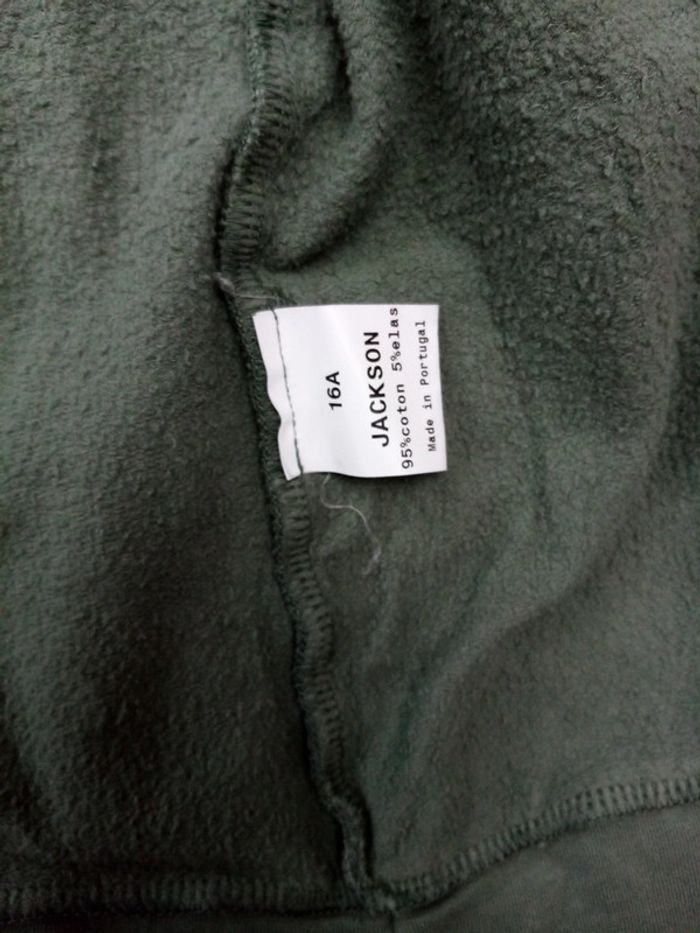 16A
JACKSON
95%coton 5%elas
Made in Portugal